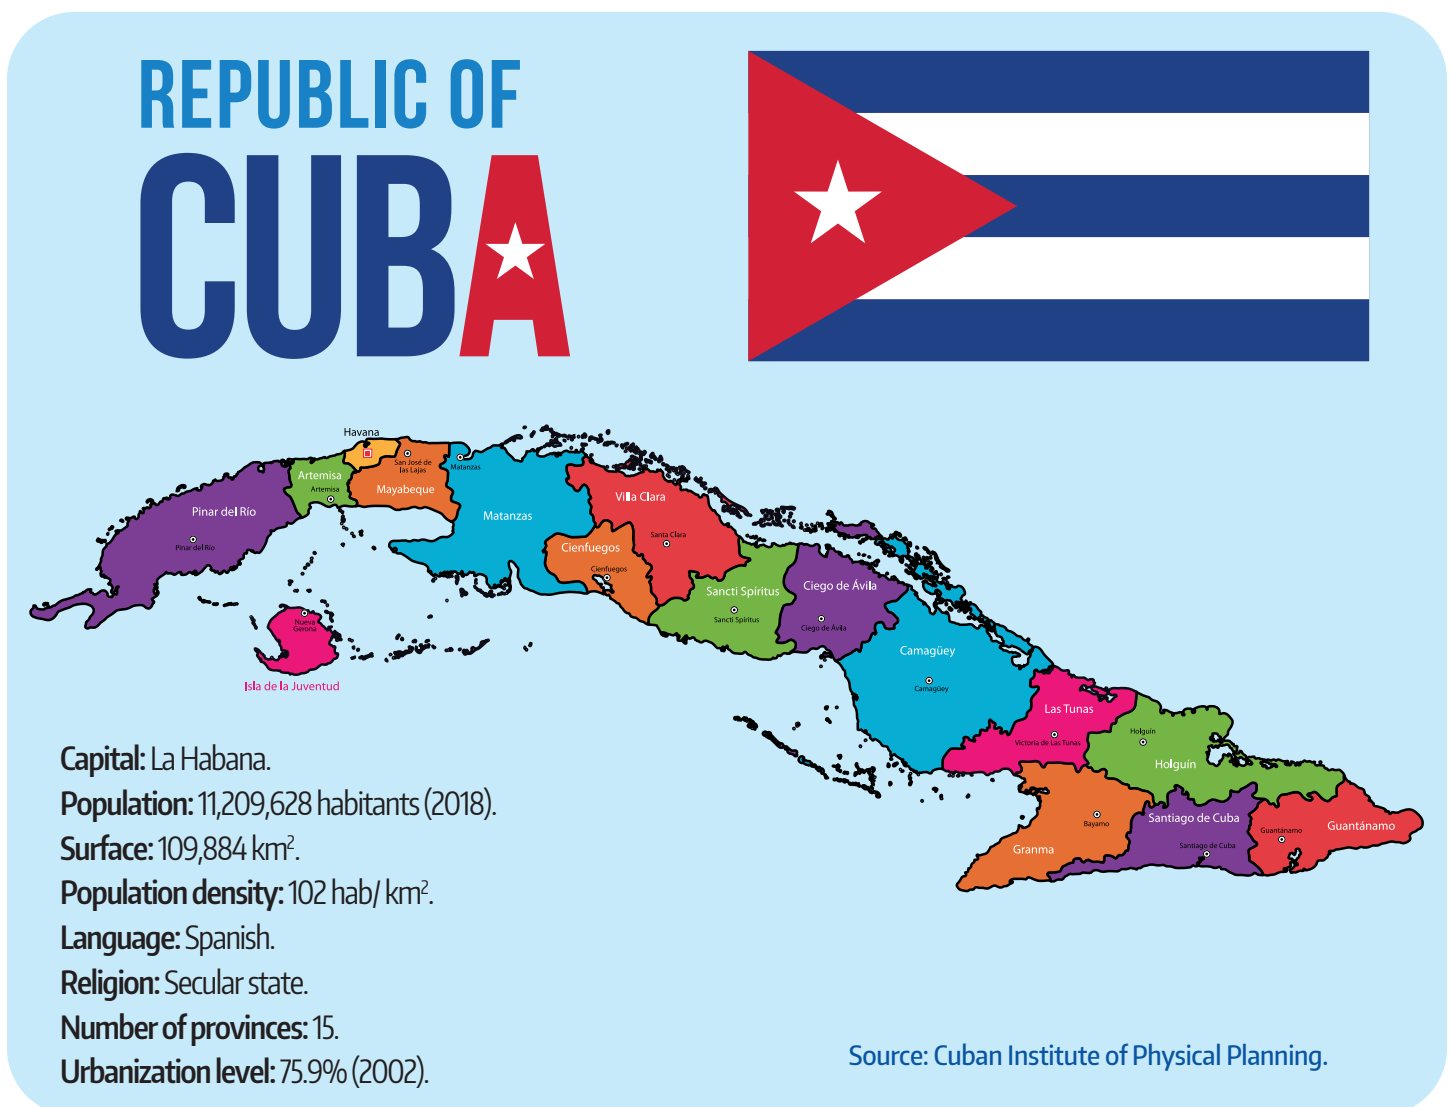 REPUBLIC OF
CUBA
Havana
San José de
las Lajas
Matanzas
Artemisa
Artemisa
Mayabeque
Pinar del Río
Pinar del Río
Matanzas
Villa Clara
Santa Clara
Cienfuegos
Cienfuegos
Sancti Spíritus
Sancti Spíritus
Ciego de Ávila
Ciego de Ávila
Nueva
Gerona
Isla de la Juventud
Camagüey
Camagüey
Las Tunas
Victoria de Las Tunas
Holguín
Holguín
Granma
Bayamo
Santiago de Cuba
Santiago de Cuba
Guantánamo
Guantánamo
Capital: La Habana.
Population: 11,209,628 habitants (2018).
Surface: 109,884 km².
Population density: 102 hab/ km².
Language: Spanish.
Religion: Secular state.
Number of provinces: 15.
Urbanization level: 75.9% (2002).
Source: Cuban Institute of Physical Planning.